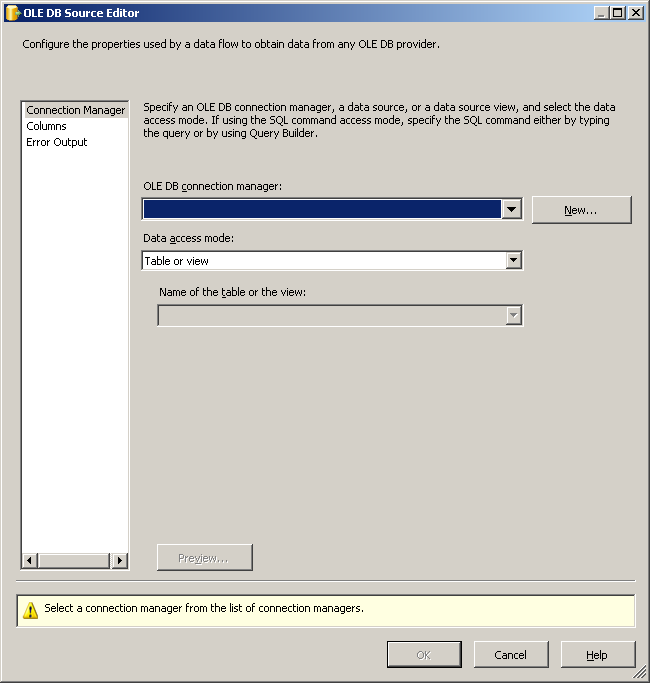 OLE DB Source Editor
Configure the properties used by a data flow to obtain data from any OLE DB provider.
Connection Manager
Columns
Error Output
Specify an OLE DB connection manager, a data source, or a data source view, and select the data
access mode. If using the SQL command access mode, specify the SQL command either by typing
the query or by using Query Builder.
OLE DB connection manager:
New...
Data access mode:
Table or view
Name of the table or the view:
Preview...
Select a connection manager from the list of connection managers.
OK
Cancel
Help